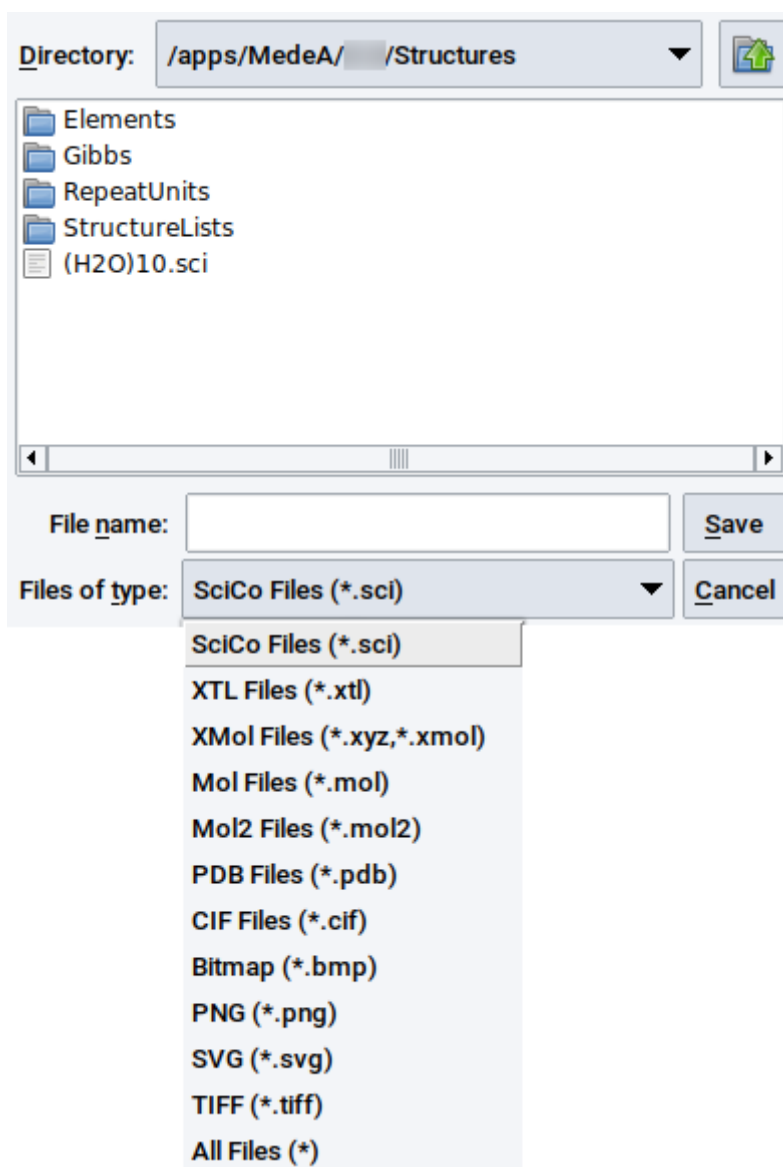 Directory: /apps/MedeA/ /Structures
Elements
Gibbs
RepeatUnits
StructureLists
(H2O)10.sci
File name: Save
Files of type: SciCo Files (*.sci) Cancel
SciCo Files (*.sci)
XTL Files (*.xtl)
XMol Files (*.xyz,*.xmol)
Mol Files (*.mol)
Mol2 Files (*.mol2)
PDB Files (*.pdb)
CIF Files (*.cif)
Bitmap (*.bmp)
PNG (*.png)
SVG (*.svg)
TIFF (*.tiff)
All Files (*)